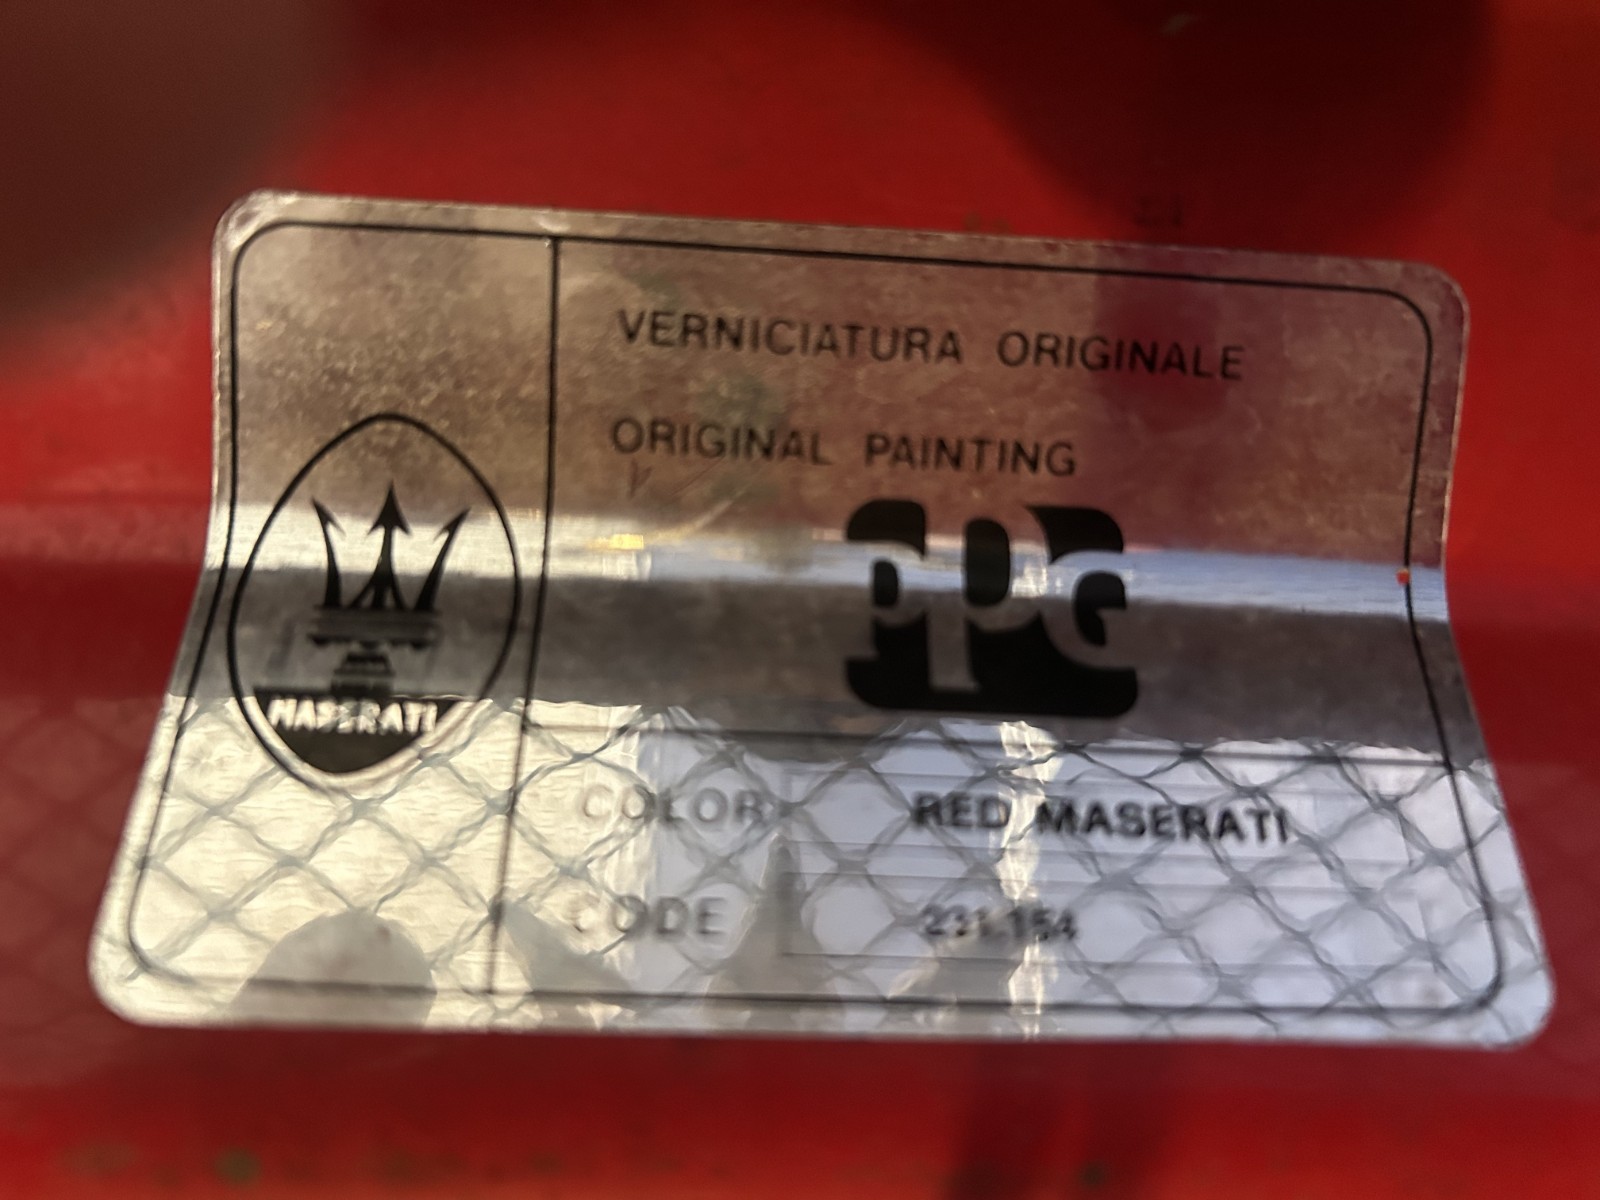 VERNICIATURA ORIGINALE
ORIGINAL PAINTING
ppg
MASERATI
COLOR RED MASERATI
CODE 231.154